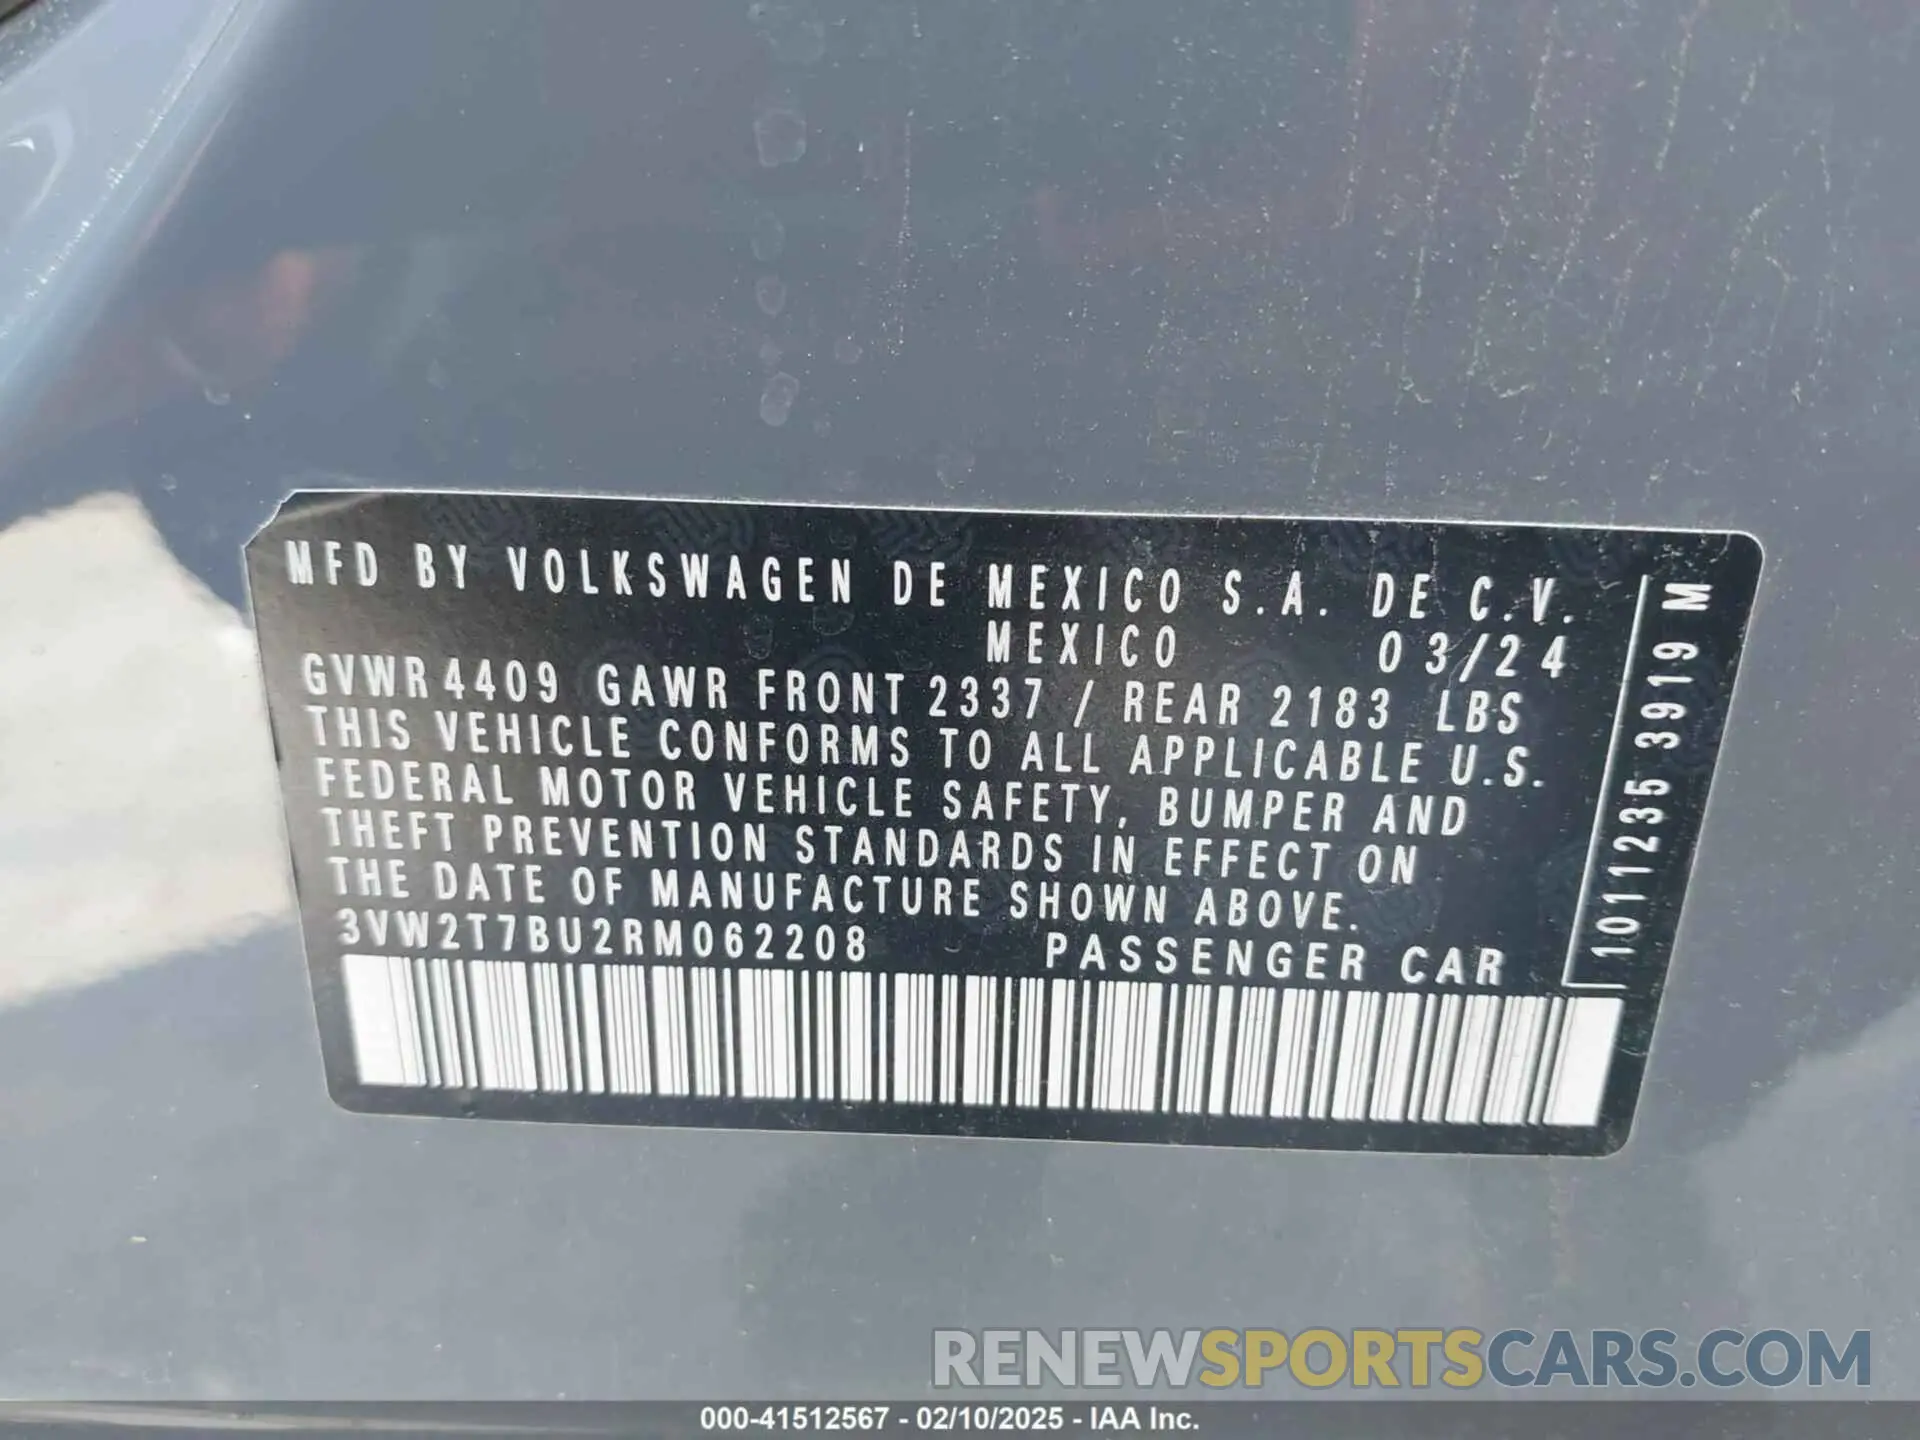 MFD BY VOLKSWAGEN DE MEXICO S.A. DE C.V.
MEXICO 03/24
GVWR 4409 GAWR FRONT 2337 / REAR 2183 LBS
THIS VEHICLE CONFORMS TO ALL APPLICABLE U.S.
FEDERAL MOTOR VEHICLE SAFETY, BUMPER AND
THEFT PREVENTION STANDARDS IN EFFECT ON
THE DATE OF MANUFACTURE SHOWN ABOVE.
3VW2T7BU2RM062208 PASSENGER CAR
1011235 3919 M
RENEWSPORTSCARS.COM
000-41512567 - 02/10/2025 - IAA Inc.